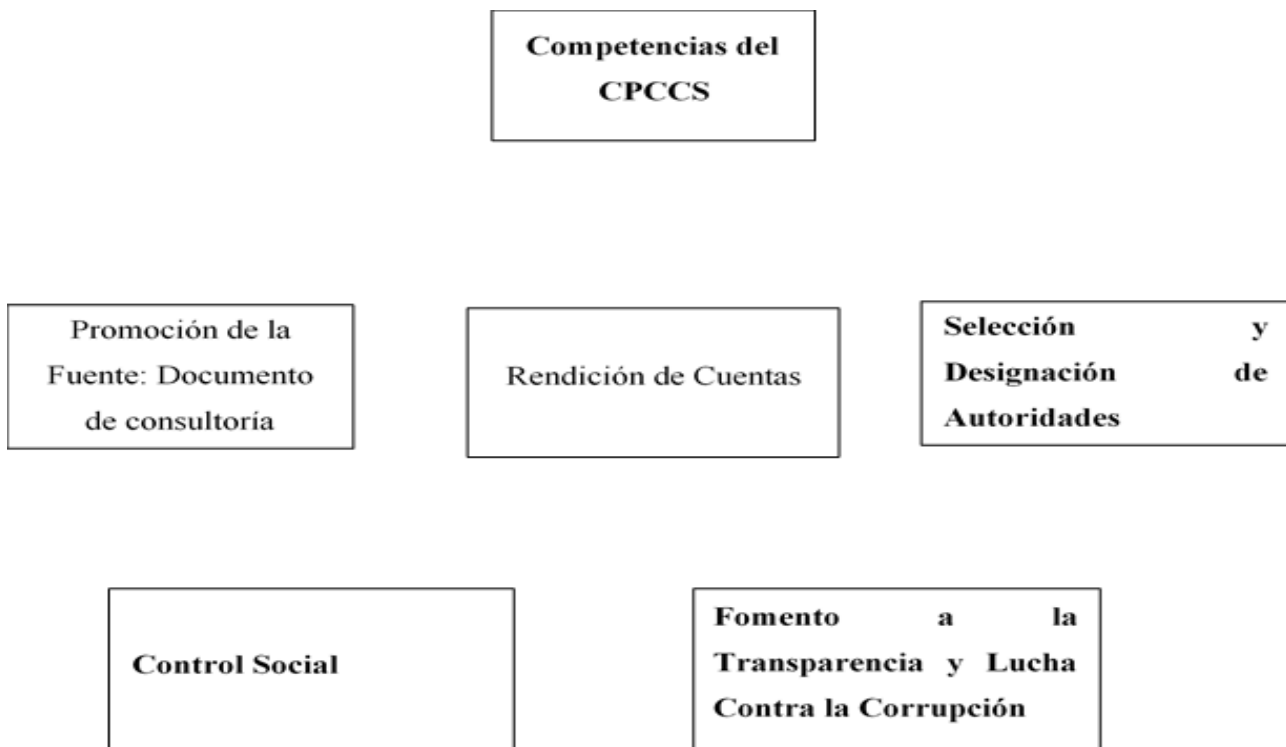 Competencias del
CPCCS
Promoción de la
Fuente: Documento
de consultoría
Rendición de Cuentas
Selección y
Designación de
Autoridades
Control Social
Fomento a la
Transparencia y Lucha
Contra la Corrupción